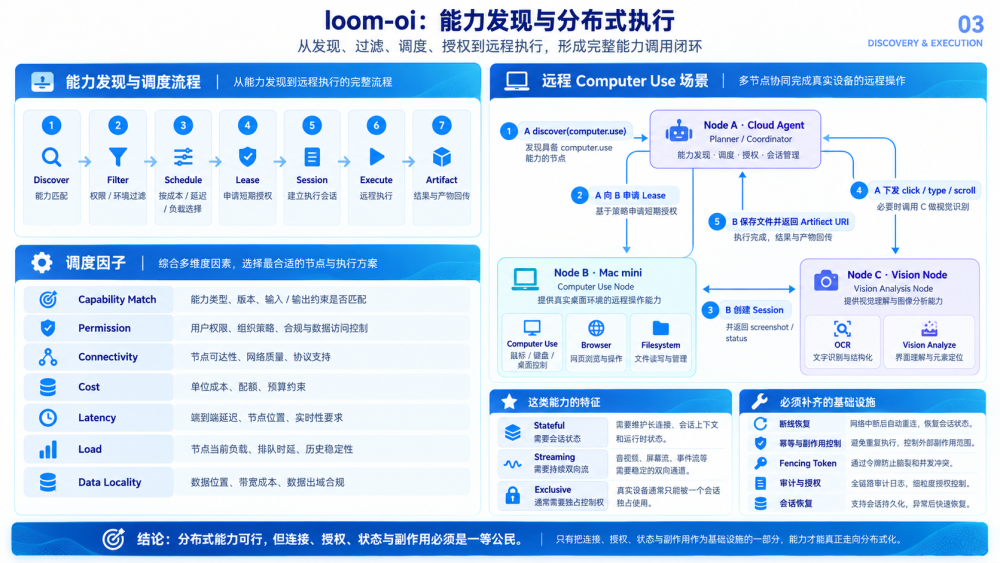 loom-oi：能力发现与分布式执行
从发现、过滤、调度、授权到远程执行，形成完整能力调用闭环
03
DISCOVERY & EXECUTION
能力发现与调度流程
从能力发现到远程执行的完整流程
1
Discover
能力匹配
2
Filter
权限 / 环境过滤
3
Schedule
按成本 / 延迟
/ 负载选择
4
Lease
申请短期授权
5
Session
建立执行会话
6
Execute
远程执行
7
Artifact
结果与产物回传
调度因子
综合多维度因素，选择最合适的节点与执行方案
Capability Match
能力类型、版本、输入 / 输出约束是否匹配
Permission
用户权限、组织策略、合规与数据访问控制
Connectivity
节点可达性、网络质量、协议支持
Cost
单位成本、配额、预算约束
Latency
端到端延迟、节点位置、实时性要求
Load
节点当前负载、排队时延、历史稳定性
Data Locality
数据位置、带宽成本、数据出域合规
远程 Computer Use 场景
多节点协同完成真实设备的远程操作
1
A discover(computer.use)
发现具备 computer.use
能力的节点
Node A · Cloud Agent
Planner / Coordinator
能力发现 · 调度 · 授权 · 会话管理
2
A 向 B 申请 Lease
基于策略申请短期授权
4
A 下发 click / type / scroll
必要时调用 C 做视觉识别
5
B 保存文件并返回 Artifiect URI
执行完成，结果与产物回传
Node B · Mac mini
Computer Use Node
提供真实桌面环境的远程操作能力
Computer Use
鼠标 / 键盘 /
桌面控制
Browser
网页浏览与操作
Filesystem
文件读写与管理
3
B 创建 Session
并返回 screenshot /
status
Node C · Vision Node
Vision Analysis Node
提供视觉理解与图像分析能力
OCR
文字识别与结构化
Vision Analyze
界面理解与元素定位
这类能力的特征
Stateful
需要会话状态
需要维护长连接、会话上下文
和运行时状态。
Streaming
需要持续双向流
音视频、屏幕流、事件流等
需要稳定的双向通道。
Exclusive
通常需要独占控制权
真实设备通常只能被一个会话
独占使用。
必须补齐的基础设施
断线恢复
网络中断后自动重连，恢复会话状态。
幂等与副作用控制
避免重复执行，控制外部副作用范围。
Fencing Token
通过令牌防止脑裂和并发冲突。
审计与授权
全链路审计日志，细粒度授权控制。
会话恢复
支持会话持久化，异常后快速恢复。
结论：分布式能力可行，但连接、授权、状态与副作用必须是一等公民。
只有把连接、授权、状态与副作用作为基础设施的一部分，能力才能真正走向分布式化。